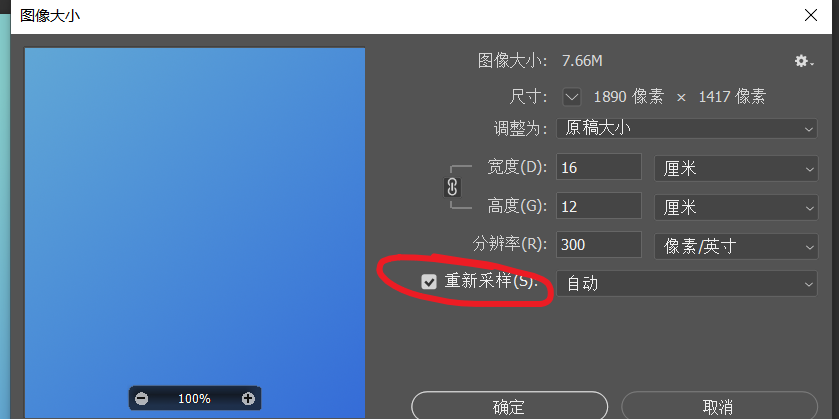 图像大小
图像大小: 7.66M
尺寸: 1890 像素 × 1417 像素
调整为: 原稿大小
宽度(D): 16 厘米
高度(G): 12 厘米
分辨率(R): 300 像素/英寸
重新采样(S): 自动
100%
确定 取消